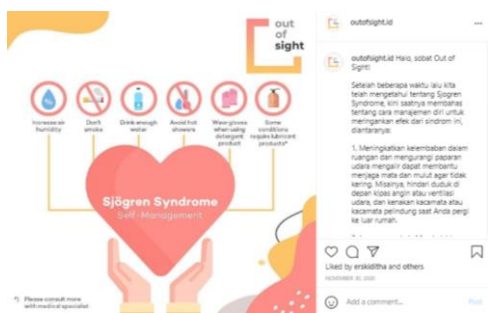 out
of
sight
Increase air
humidity
Don't
smoke
Drink enough
water
Avoid hot
showers
Wear gloves
when using
detergent
product
Some
conditions
require lubricant
products*
Sjögren Syndrome
Self-Management
*) Please consult more
with medical specialist
outofsight.id
outofsight.id Halo, sobat Out of
Sight!
Setelah beberapa waktu lalu kita
telah mengetahui tentang Sjogren
Syndrome, kini saatnya membahas
tentang cara manajemen diri untuk
meringankan efek dari sindrom ini,
diantaranya:
1. Meningkatkan kelembaban dalam
ruangan dan mengurangi paparan
udara mengalir dapat membantu
menjaga mata dan mulut agar tidak
kering. Misalnya, hindari duduk di
depan kipas angin atau ventilasi
udara, dan kenakan kacamata atau
kacamata pelindung saat Anda pergi
ke luar rumah.
Liked by erskiditha and others
NOVEMBER 30, 2020
Add a comment...
Post